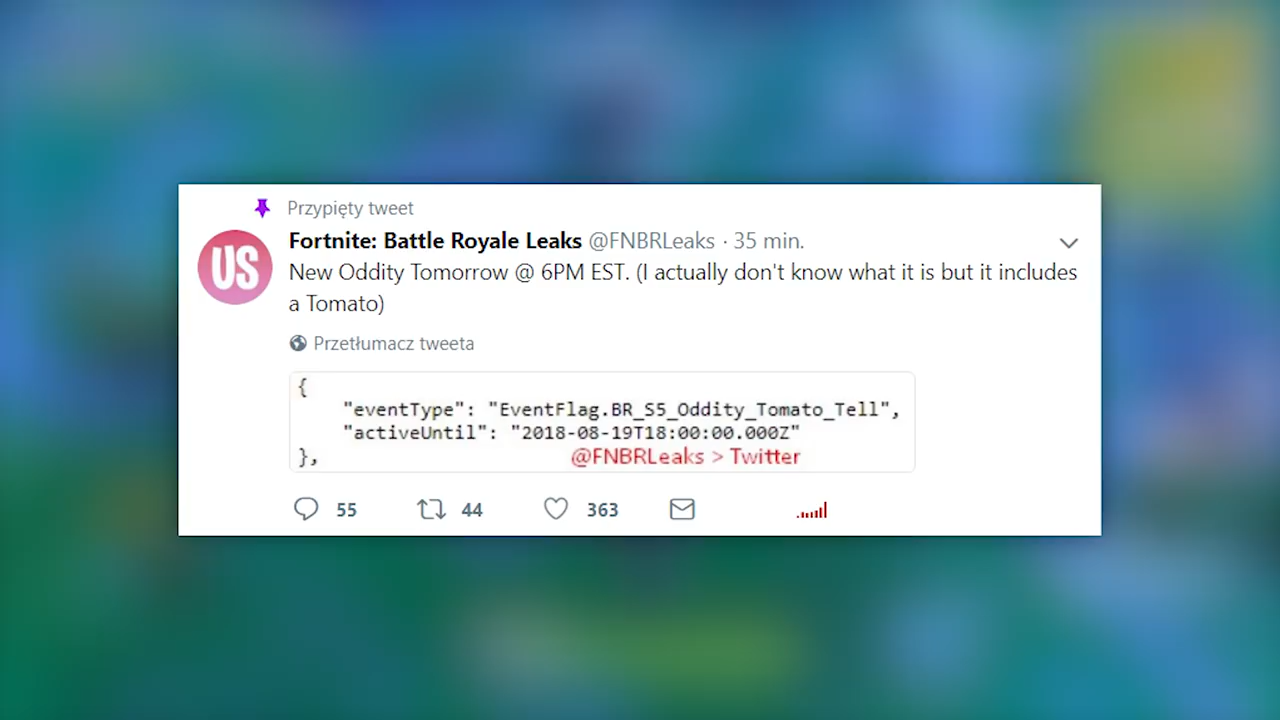 Przypięty tweet
US
Fortnite: Battle Royale Leaks @FNBRLeaks · 35 min.
New Oddity Tomorrow @ 6PM EST. (I actually don't know what it is but it includes
a Tomato)
Przetłumacz tweeta
{
"eventType": "EventFlag.BR_S5_Oddity_Tomato_Tell",
"activeUntil": "2018-08-19T18:00:00.000Z"
}, @FNBRLeaks > Twitter
55 44 363